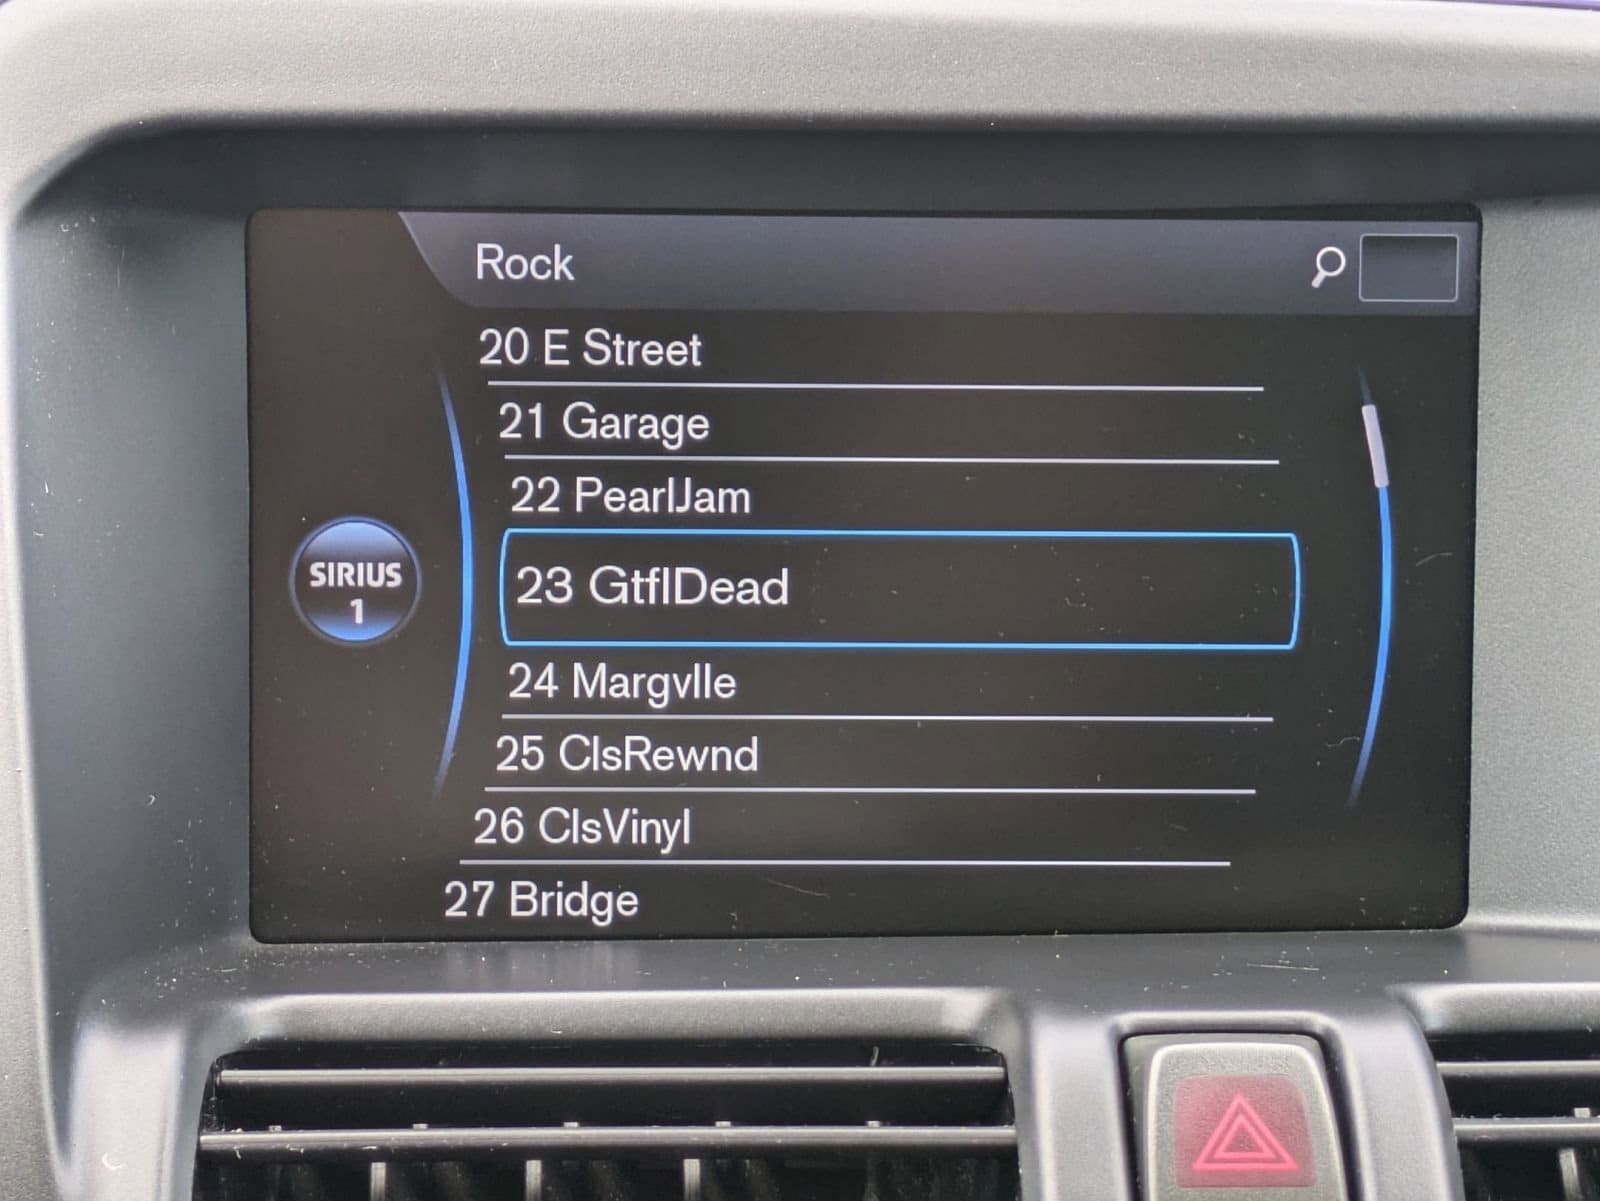 Rock
20 E Street
21 Garage
22 PearlJam
23 GtflDead
24 Margvlle
25 ClsRewnd
26 ClsVinyl
27 Bridge
SIRIUS
1